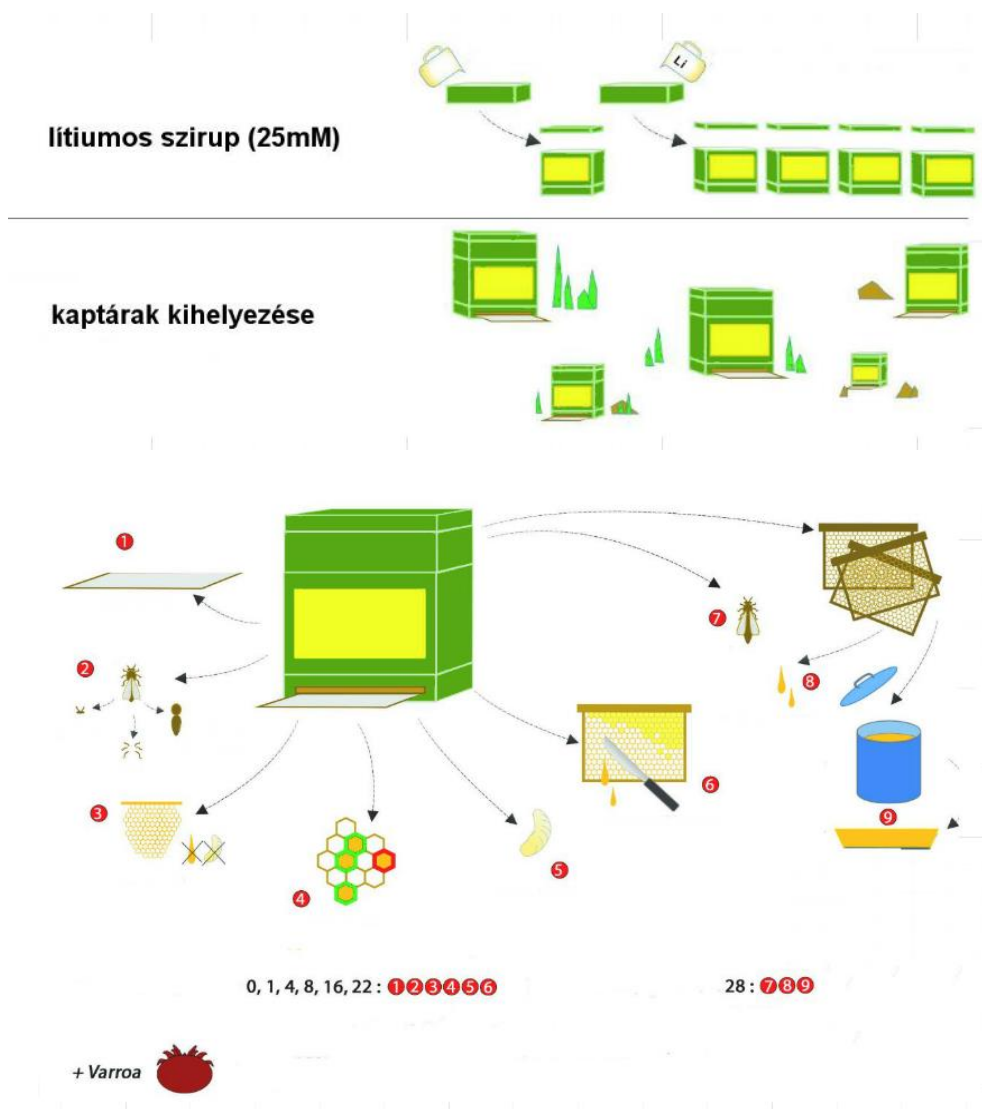 Li
lítiumos szirup (25mM)
kaptárak kihelyezése
1
2
3
4
5
6
7
8
9
0, 1, 4, 8, 16, 22 : 1 2 3 4 5 6
28 : 7 8 9
+ Varroa